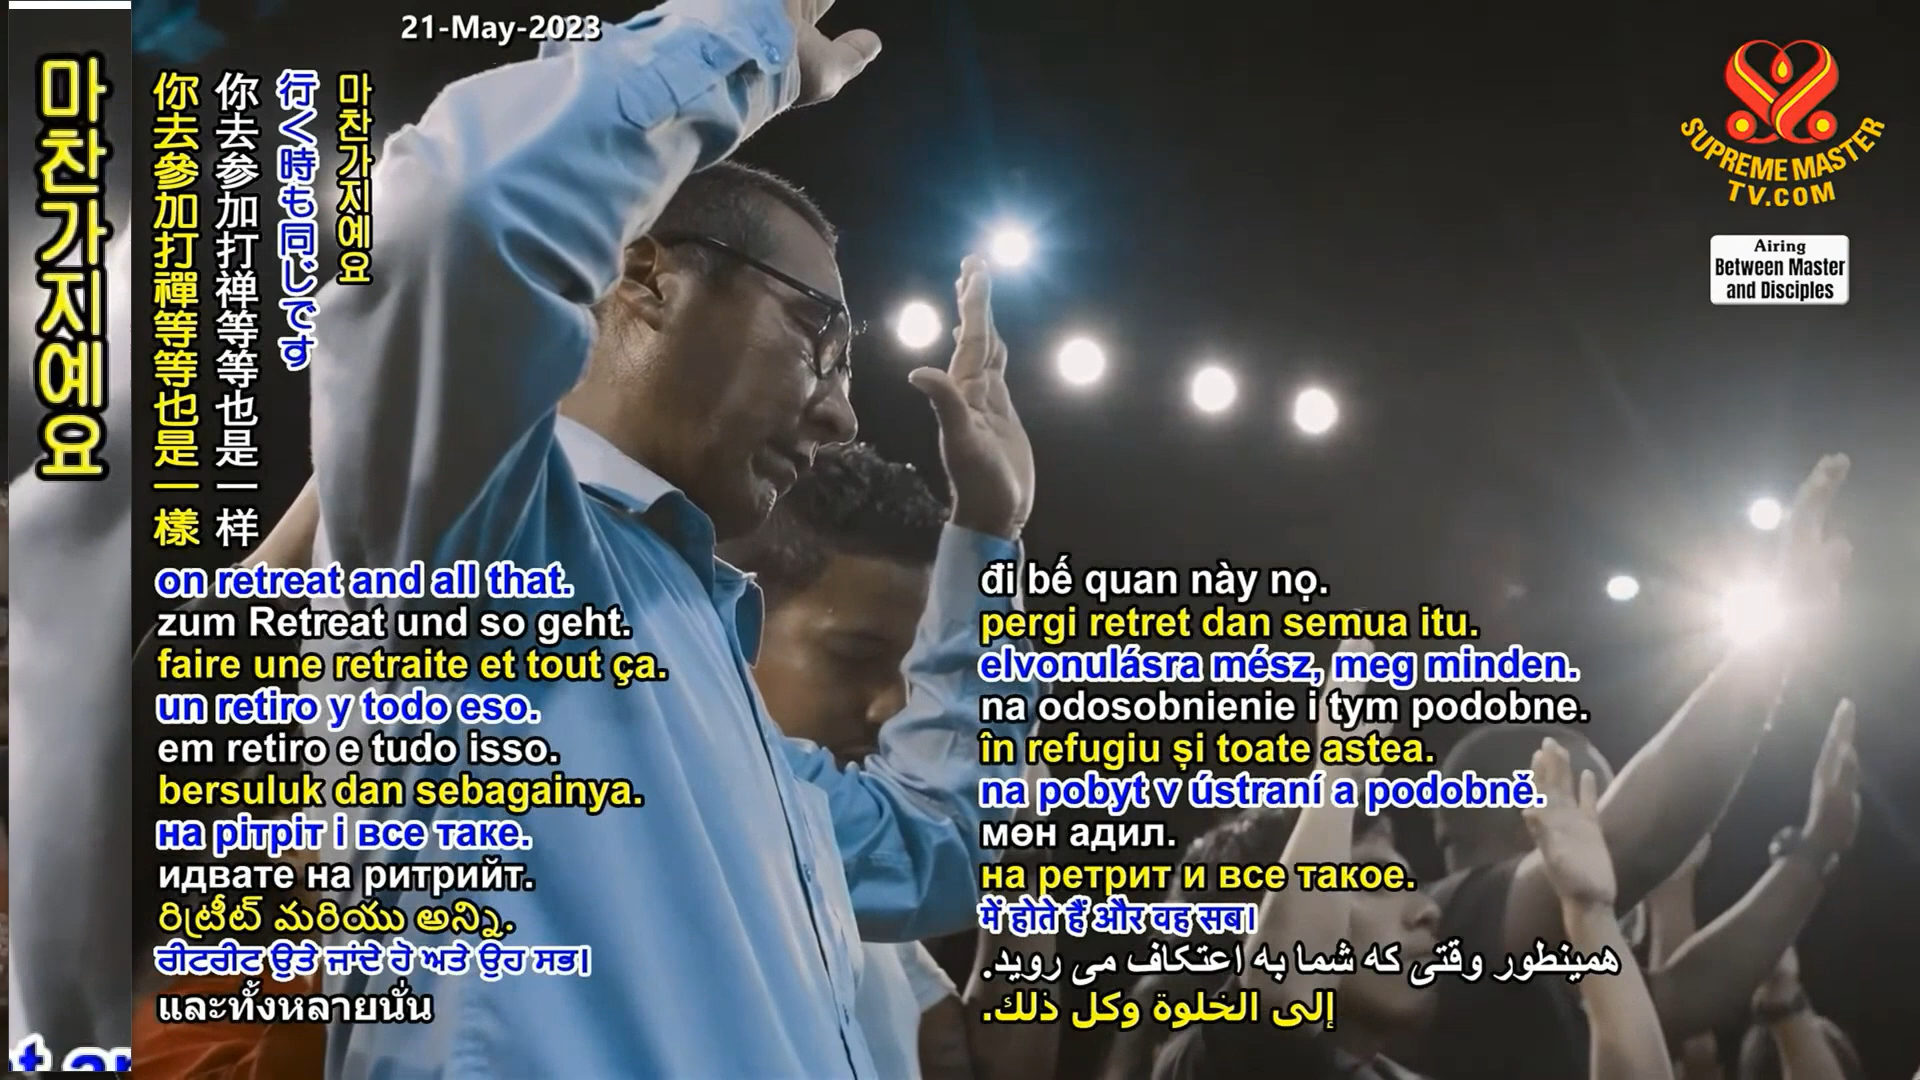 21-May-2023
마찬가지예요
你去參加打禪等等也是一樣
你去参加打禅等等也是一样
行く時も同じです
마찬가지예요
SUPREME MASTER
TV.COM
Airing
Between Master
and Disciples
on retreat and all that.
zum Retreat und so geht.
faire une retraite et tout ça.
un retiro y todo eso.
em retiro e tudo isso.
bersuluk dan sebagainya.
на рітріт і все таке.
идвате на ритрийт.
రిట్రీట్ మరియు అన్ని.
ਰੀਟਰੀਟ ਉਤੇ ਜਾਂਦੇ ਹੋ ਅਤੇ ਉਹ ਸਭ।
และทั้งหลายนั่น
đi bế quan này nọ.
pergi retret dan semua itu.
elvonulásra mész, meg minden.
na odosobnienie i tym podobne.
în refugiu și toate astea.
na pobyt v ústraní a podobně.
мөн адил.
на ретрит и все такое.
में होते हैं और वह सब।
همینطور وقتی که شما به اعتکاف می روید.
إلى الخلوة وكل ذلك.